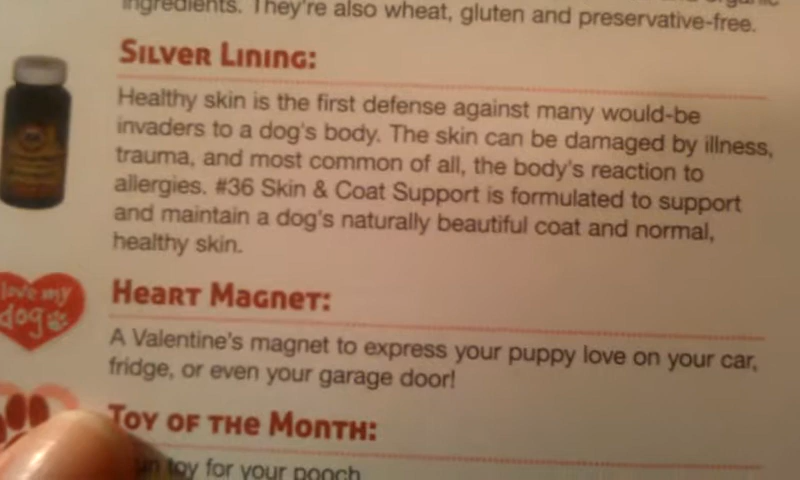 ingredients. They're also wheat, gluten and preservative-free.
Silver Lining:
Healthy skin is the first defense against many would-be
invaders to a dog's body. The skin can be damaged by illness,
trauma, and most common of all, the body's reaction to
allergies. #36 Skin & Coat Support is formulated to support
and maintain a dog's naturally beautiful coat and normal,
healthy skin.
love my
dog
Heart Magnet:
A Valentine's magnet to express your puppy love on your car,
fridge, or even your garage door!
Toy of the Month:
toy for your pooch